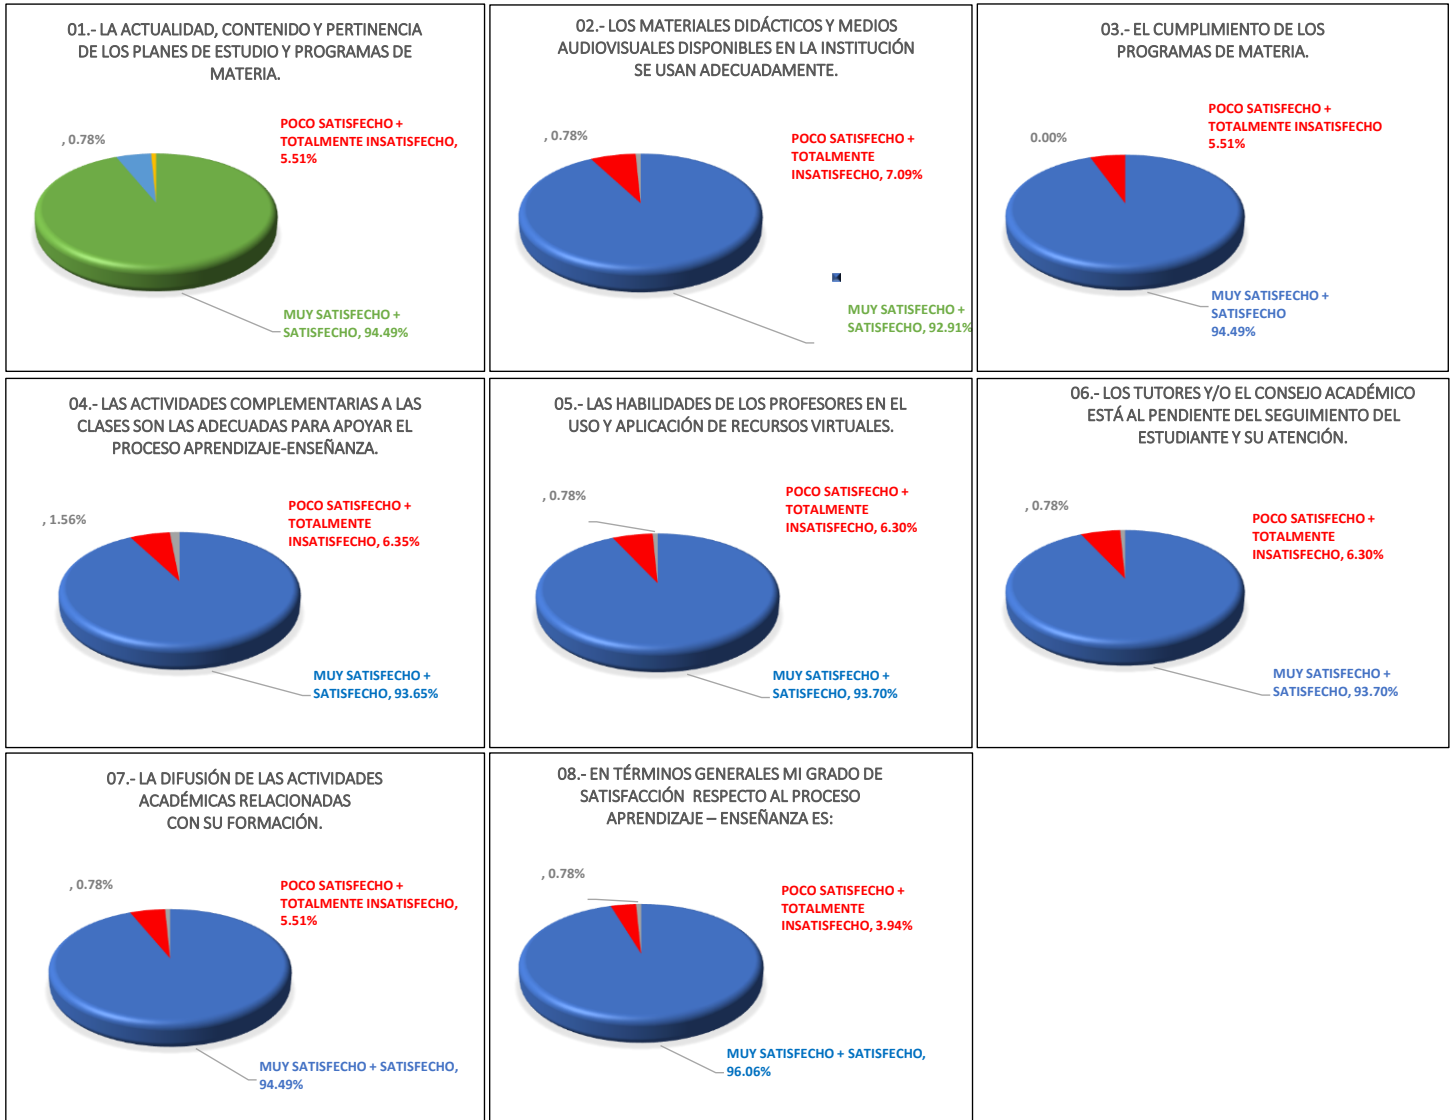 01.- LA ACTUALIDAD, CONTENIDO Y PERTINENCIA
DE LOS PLANES DE ESTUDIO Y PROGRAMAS DE
MATERIA.
, 0.78%
POCO SATISFECHO +
TOTALMENTE INSATISFECHO,
5.51%
MUY SATISFECHO +
SATISFECHO, 94.49%
02.- LOS MATERIALES DIDÁCTICOS Y MEDIOS
AUDIOVISUALES DISPONIBLES EN LA INSTITUCIÓN
SE USAN ADECUADAMENTE.
, 0.78%
POCO SATISFECHO +
TOTALMENTE
INSATISFECHO, 7.09%
MUY SATISFECHO +
SATISFECHO, 92.91%
03.- EL CUMPLIMIENTO DE LOS
PROGRAMAS DE MATERIA.
0.00%
POCO SATISFECHO +
TOTALMENTE INSATISFECHO
5.51%
MUY SATISFECHO +
SATISFECHO
94.49%
04.- LAS ACTIVIDADES COMPLEMENTARIAS A LAS
CLASES SON LAS ADECUADAS PARA APOYAR EL
PROCESO APRENDIZAJE-ENSEÑANZA.
, 1.56%
POCO SATISFECHO +
TOTALMENTE
INSATISFECHO, 6.35%
MUY SATISFECHO +
SATISFECHO, 93.65%
05.- LAS HABILIDADES DE LOS PROFESORES EN EL
USO Y APLICACIÓN DE RECURSOS VIRTUALES.
, 0.78%
POCO SATISFECHO +
TOTALMENTE
INSATISFECHO, 6.30%
MUY SATISFECHO +
SATISFECHO, 93.70%
06.- LOS TUTORES Y/O EL CONSEJO ACADÉMICO
ESTÁ AL PENDIENTE DEL SEGUIMIENTO DEL
ESTUDIANTE Y SU ATENCIÓN.
, 0.78%
POCO SATISFECHO +
TOTALMENTE
INSATISFECHO, 6.30%
MUY SATISFECHO +
SATISFECHO, 93.70%
07.- LA DIFUSIÓN DE LAS ACTIVIDADES
ACADÉMICAS RELACIONADAS
CON SU FORMACIÓN.
, 0.78%
POCO SATISFECHO +
TOTALMENTE INSATISFECHO,
5.51%
MUY SATISFECHO + SATISFECHO,
94.49%
08.- EN TÉRMINOS GENERALES MI GRADO DE
SATISFACCIÓN  RESPECTO AL PROCESO
APRENDIZAJE – ENSEÑANZA ES:
, 0.78%
POCO SATISFECHO +
TOTALMENTE
INSATISFECHO, 3.94%
MUY SATISFECHO + SATISFECHO,
96.06%